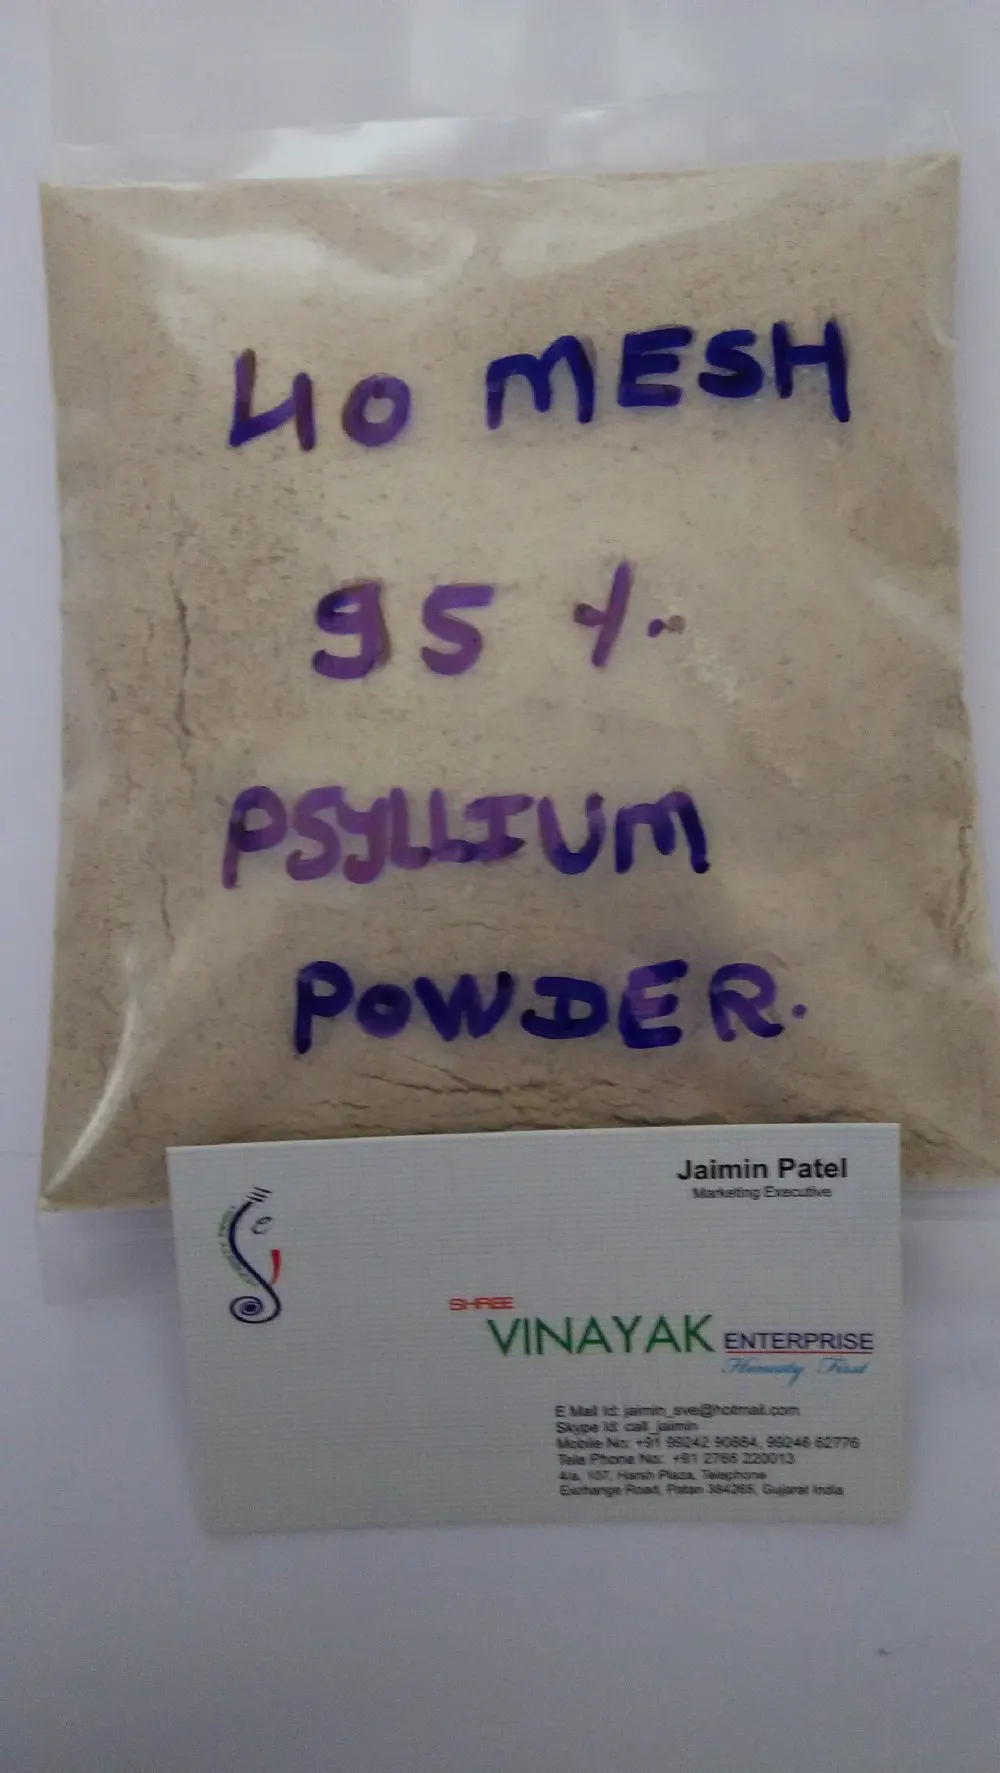 40 MESH
95 %
PSYLLIUM
POWDER.
Jaimin Patel
Marketing Executive
SHREE
VINAYAK ENTERPRISE
Honesty First
E Mail Id: jaimin_sve@hotmail.com
Skype Id: call_jaimin
Mobile No: +91 99242 90884, 99246 62776
Tele Phone No: +91 2766 220013
107, Harsh Plaza, Telephone
Exchange Road, Patan 384265, Gujarat India